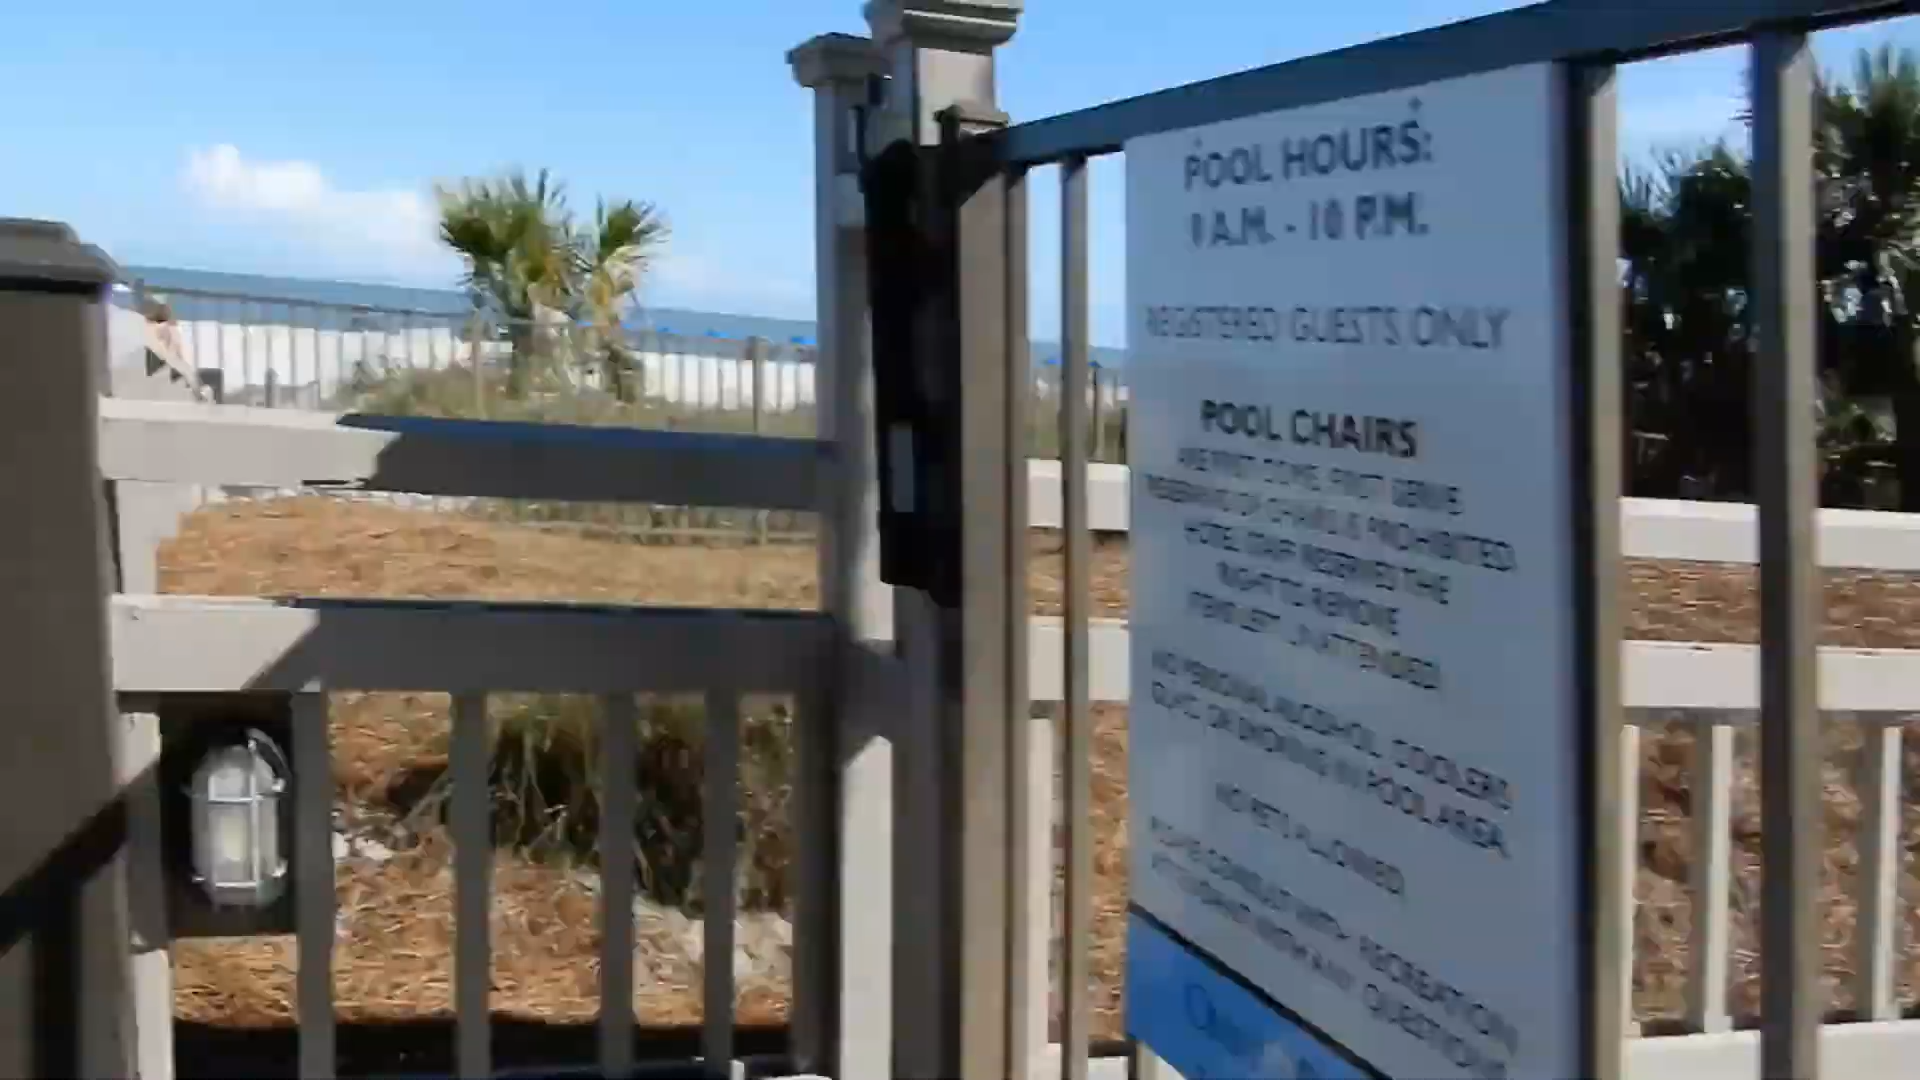 POOL HOURS:
9 A.M. - 10 P.M.
REGISTERED GUESTS ONLY
POOL CHAIRS
ARE FIRST COME FIRST SERVE
RESERVING OF CHAIRS IS PROHIBITED.
HOTEL STAFF RESERVES THE
RIGHT TO REMOVE
ITEMS LEFT UNATTENDED
NO PERSONAL ALCOHOL, COOLERS
GLASS, OR SMOKING IN POOL AREA.
NO PETS ALLOWED
PLEASE CONSULT WITH RECREATION
ATTENDANT WITH ANY QUESTIONS